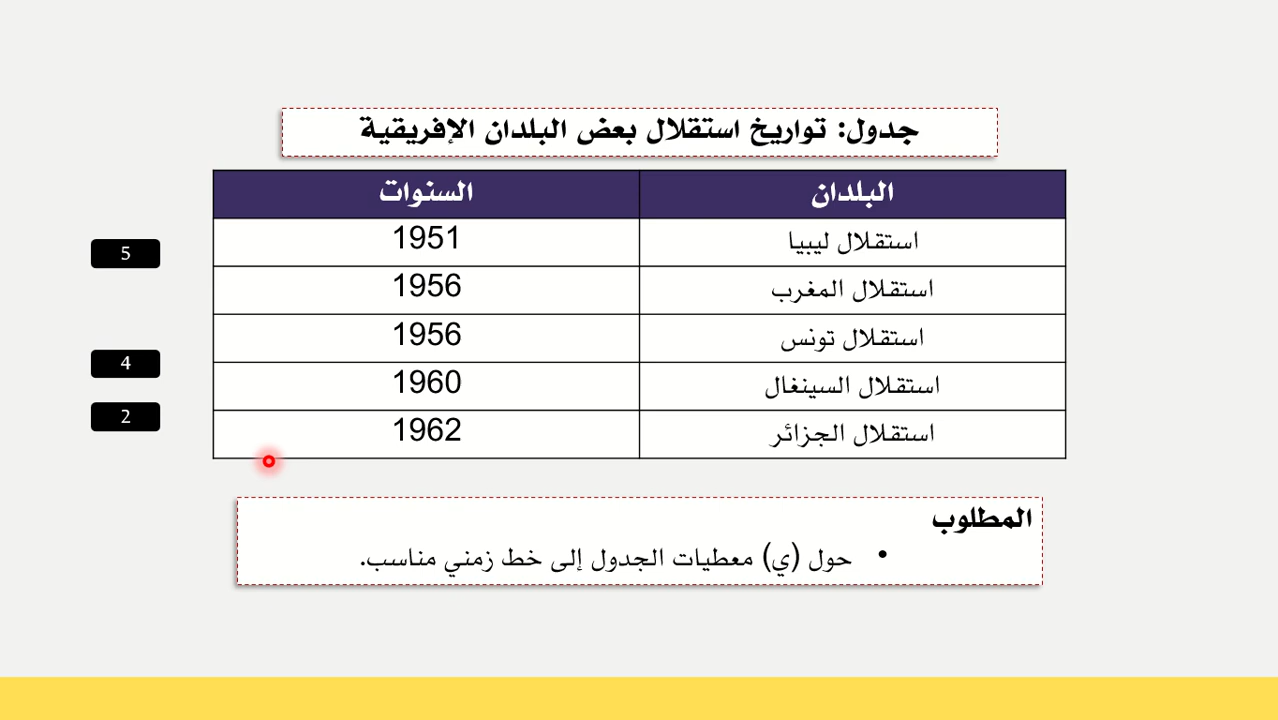 جدول: تواريخ استقلال بعض البلدان الإفريقية
البلدان السنوات
استقلال ليبيا 1951
5
استقلال المغرب 1956
استقلال تونس 1956
4
استقلال السينغال 1960
2
استقلال الجزائر 1962
المطلوب
• حول (ي) معطيات الجدول إلى خط زمني مناسب.